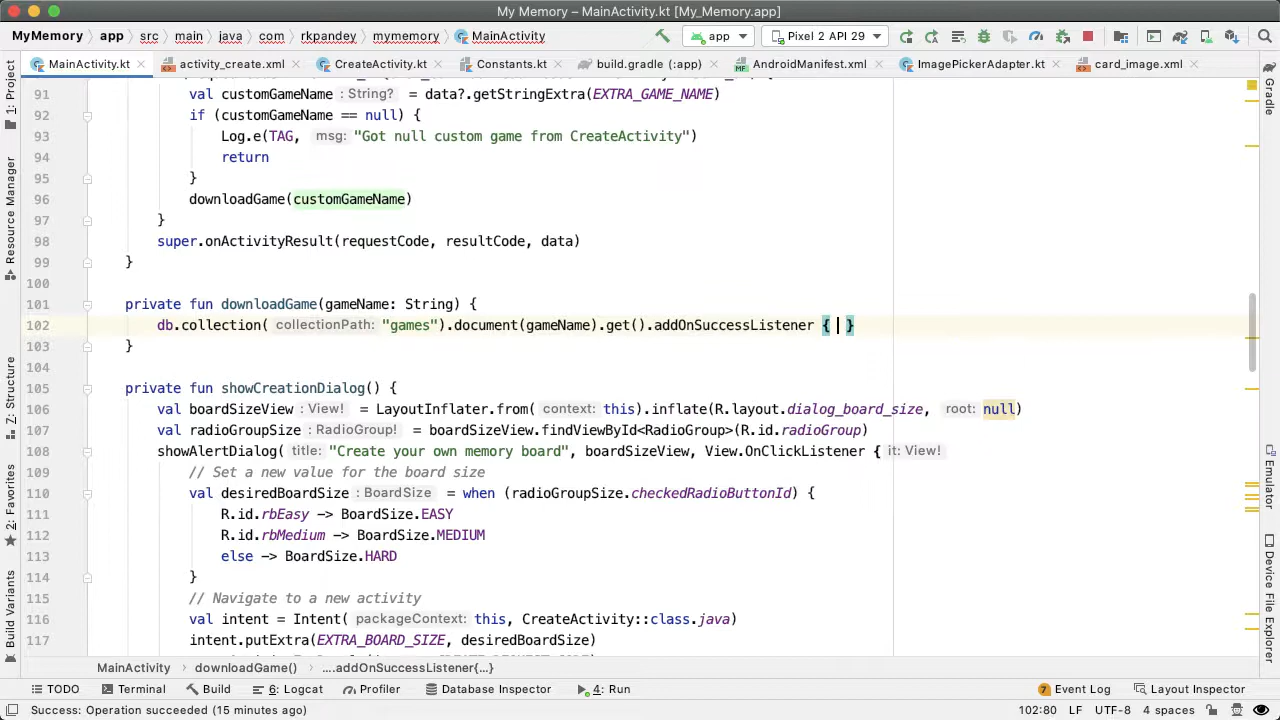 My Memory – MainActivity.kt [My_Memory.app]
MyMemory app src main java com rkpandey mymemory MainActivity app Pixel 2 API 29
MainActivity.kt activity_create.xml CreateActivity.kt Constants.kt build.gradle (:app) AndroidManifest.xml ImagePickerAdapter.kt card_image.xml
91 val customGameName : String? = data?.getStringExtra(EXTRA_GAME_NAME)
92 if (customGameName == null) {
93 Log.e(TAG, msg: "Got null custom game from CreateActivity")
94 return
95 }
96 downloadGame(customGameName)
97 }
98 super.onActivityResult(requestCode, resultCode, data)
99 }
100
101 private fun downloadGame(gameName: String) {
102 db.collection( collectionPath: "games").document(gameName).get().addOnSuccessListener { }
103 }
104
105 private fun showCreationDialog() {
106 val boardSizeView : View! = LayoutInflater.from( context: this).inflate(R.layout.dialog_board_size, root: null)
107 val radioGroupSize : RadioGroup! = boardSizeView.findViewById<RadioGroup>(R.id.radioGroup)
108 showAlertDialog( title: "Create your own memory board", boardSizeView, View.OnClickListener { it: View!
109 // Set a new value for the board size
110 val desiredBoardSize : BoardSize = when (radioGroupSize.checkedRadioButtonId) {
111 R.id.rbEasy -> BoardSize.EASY
112 R.id.rbMedium -> BoardSize.MEDIUM
113 else -> BoardSize.HARD
114 }
115 // Navigate to a new activity
116 val intent = Intent( packageContext: this, CreateActivity::class.java)
117 intent.putExtra(EXTRA_BOARD_SIZE, desiredBoardSize)
1: Project
Resource Manager
Z: Structure
2: Favorites
Build Variants
Gradle
Emulator
Device File Explorer
MainActivity downloadGame() ....addOnSuccessListener{...}
TODO Terminal Build 6: Logcat Profiler Database Inspector 4: Run 7 Event Log Layout Inspector
Success: Operation succeeded (15 minutes ago) 102:80 LF UTF-8 4 spaces